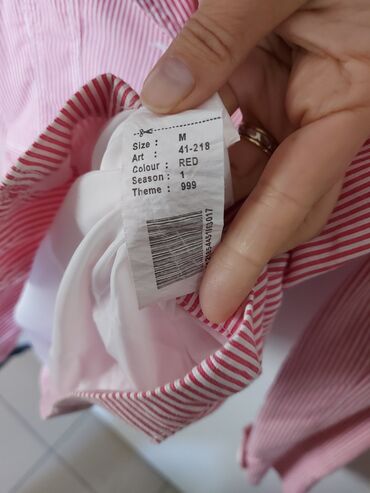 Size : M
Art : 41-218
Colour : RED
Season : 1
Theme : 999